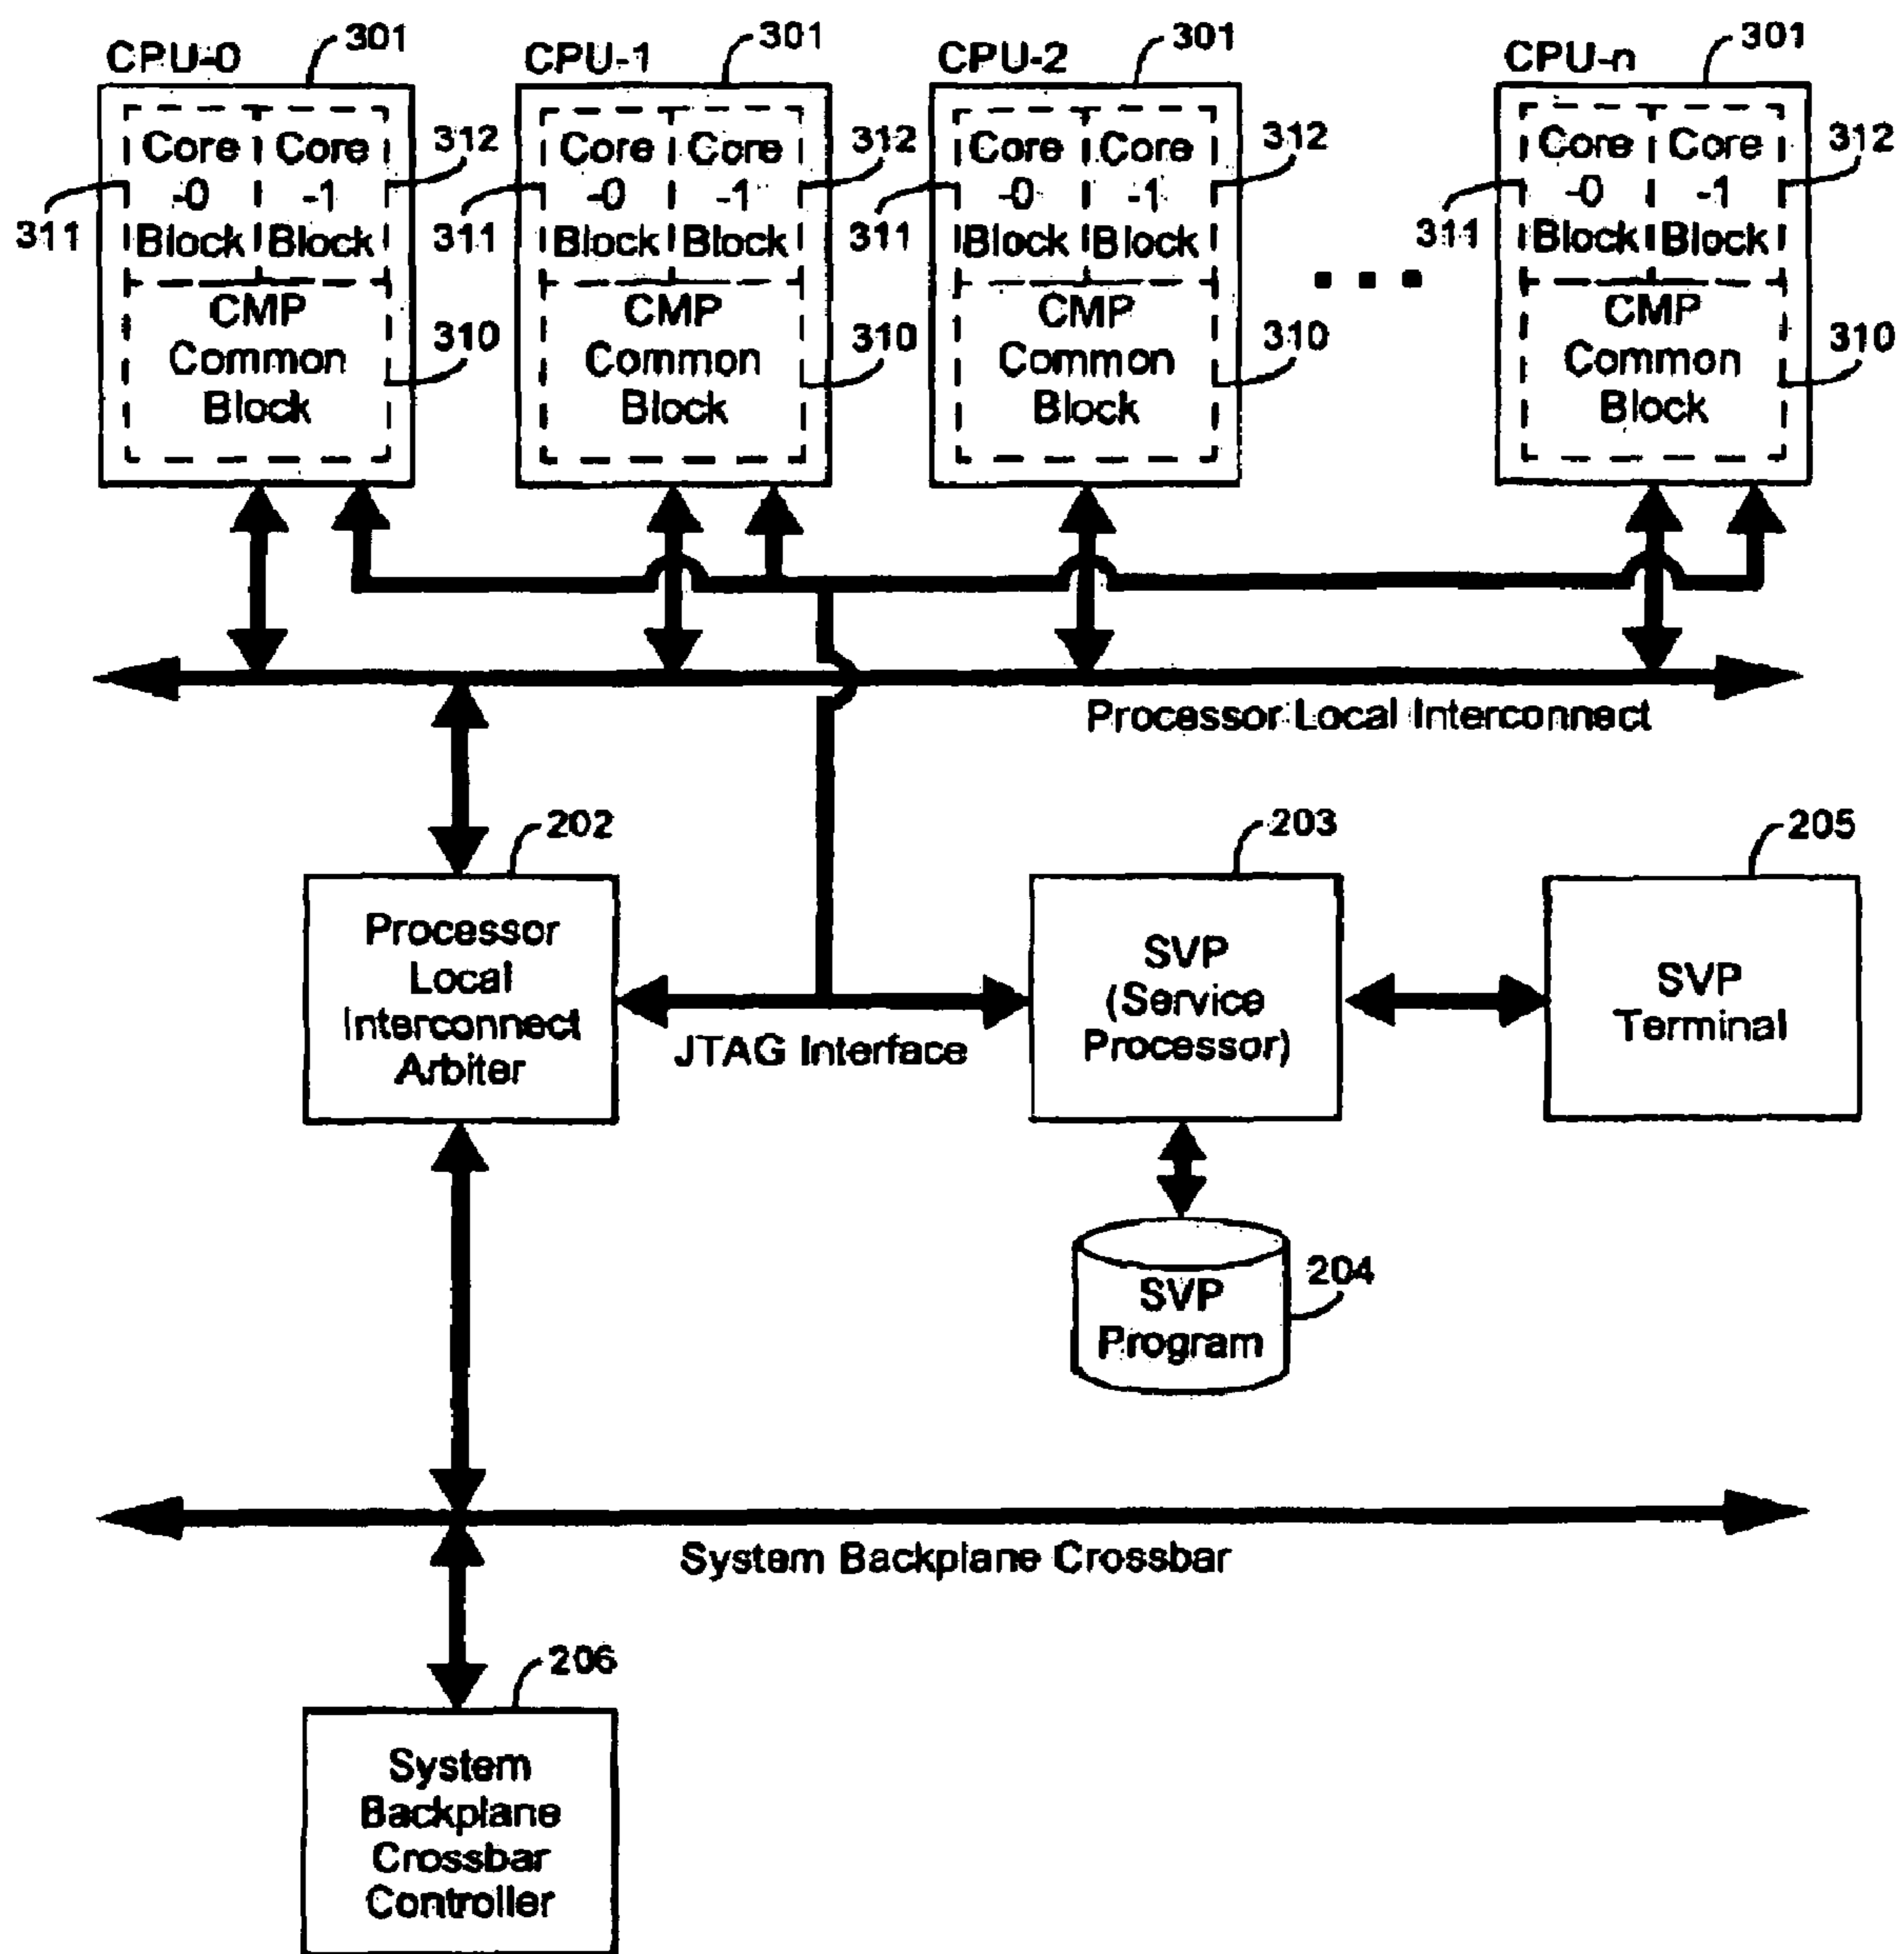 CPU-0
301
CPU-1
301
CPU-2
301
CPU-n
301
Core
-0
Block
Core
-1
Block
CMP
Common
Block
311
312
310
Core
-0
Block
Core
-1
Block
CMP
Common
Block
311
312
310
Core
-0
Block
Core
-1
Block
CMP
Common
Block
311
312
310
Core
-0
Block
Core
-1
Block
CMP
Common
Block
311
312
310
Processor Local Interconnect
202
Processor
Local
Interconnect
Arbiter
JTAG Interface
203
SVP
(Service
Processor)
205
SVP
Terminal
204
SVP
Program
System Backplane Crossbar
206
System
Backplane
Crossbar
Controller